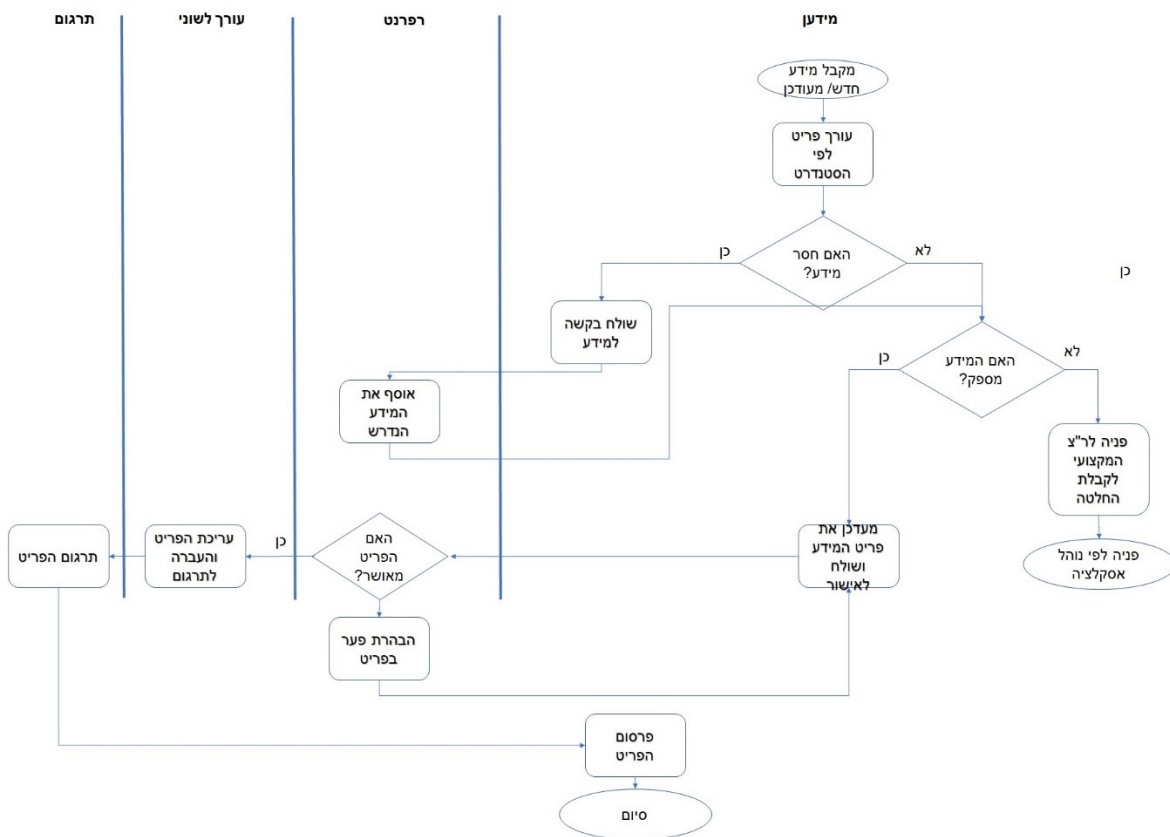 מידען
רפרנט
עורך לשוני
תרגום
מקבל מידע
חדש/ מעודכן
עורך פריט
לפי
הסטנדרט
האם חסר
מידע?
לא
כן
כן
שולח בקשה
למידע
האם המידע
מספק?
לא
כן
אוסף את
המידע
הנדרש
פניה לר"צ
המקצועי
לקבלת
החלטה
מעדכן את
פריט המידע
ושולח
לאישור
האם
הפריט
מאושר?
כן
עריכת הפריט
והעברה
לתרגום
תרגום הפריט
פניה לפי נוהל
אסקלציה
הבהרת פער
בפריט
פרסום
הפריט
סיום